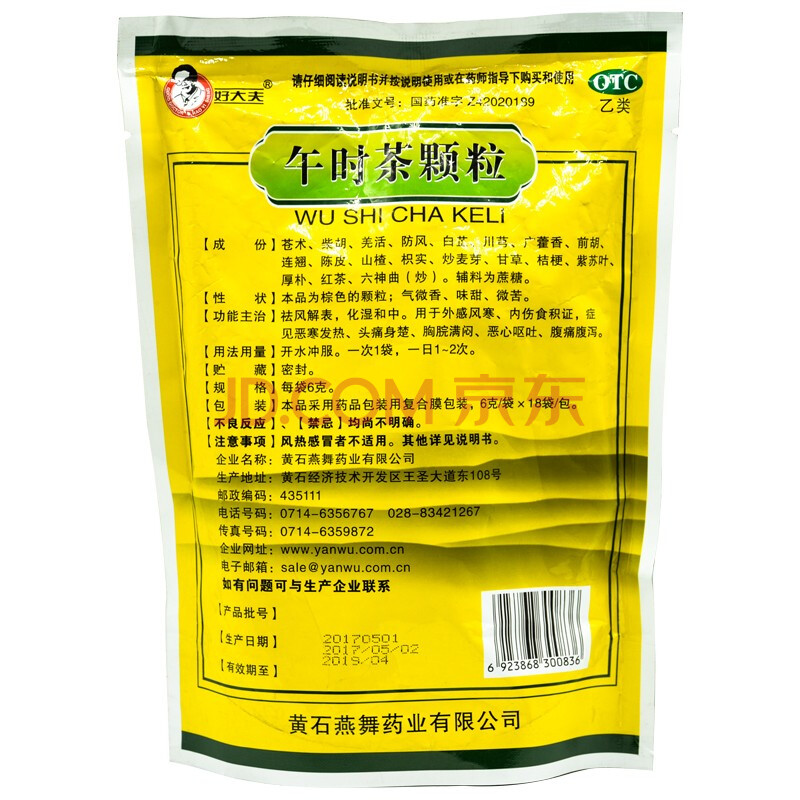 好大夫®
请仔细阅读说明书并按说明使用或在药师指导下购买和使用
批准文号：国药准字 Z42020189
OTC
乙类
午时茶颗粒
WU SHI CHA KELI
【成　份】苍术、柴胡、羌活、防风、白芷、川芎、广藿香、前胡、
连翘、陈皮、山楂、枳实、炒麦芽、甘草、桔梗、紫苏叶、
厚朴、红茶、六神曲（炒）。辅料为蔗糖。
【性　状】本品为棕色的颗粒；气微香、味甜、微苦。
【功能主治】祛风解表，化湿和中。用于外感风寒、内伤食积证，症
见恶寒发热、头痛身楚、胸脘满闷、恶心呕吐、腹痛腹泻。
【用法用量】开水冲服。一次1袋，一日1~2次。
【贮　藏】密封。
【规　格】每袋6克。
JD.COM 京东
【包　装】本品采用药品包装用复合膜包装，6克/袋×18袋/包。
【不良反应】、【禁忌】均尚不明确。
【注意事项】风热感冒者不适用。其他详见说明书。
企业名称：黄石燕舞药业有限公司
生产地址：黄石经济技术开发区王圣大道东108号
邮政编码：435111
电话号码：0714-6356767 028-83421267
传真号码：0714-6359872
企业网址：www.yanwu.com.cn
电子邮箱：sale@yanwu.com.cn
如有问题可与生产企业联系
【产品批号】
【生产日期】
【有效期至】
20170501
2017/05/02
2019/04
6 923868 300836
黄石燕舞药业有限公司